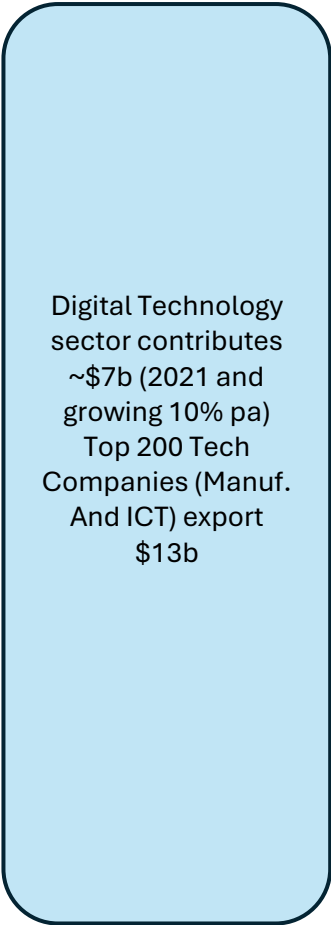 Digital Technology
sector contributes
~$7b (2021 and
growing 10% pa)
Top 200 Tech
Companies (Manuf.
And ICT) export
$13b